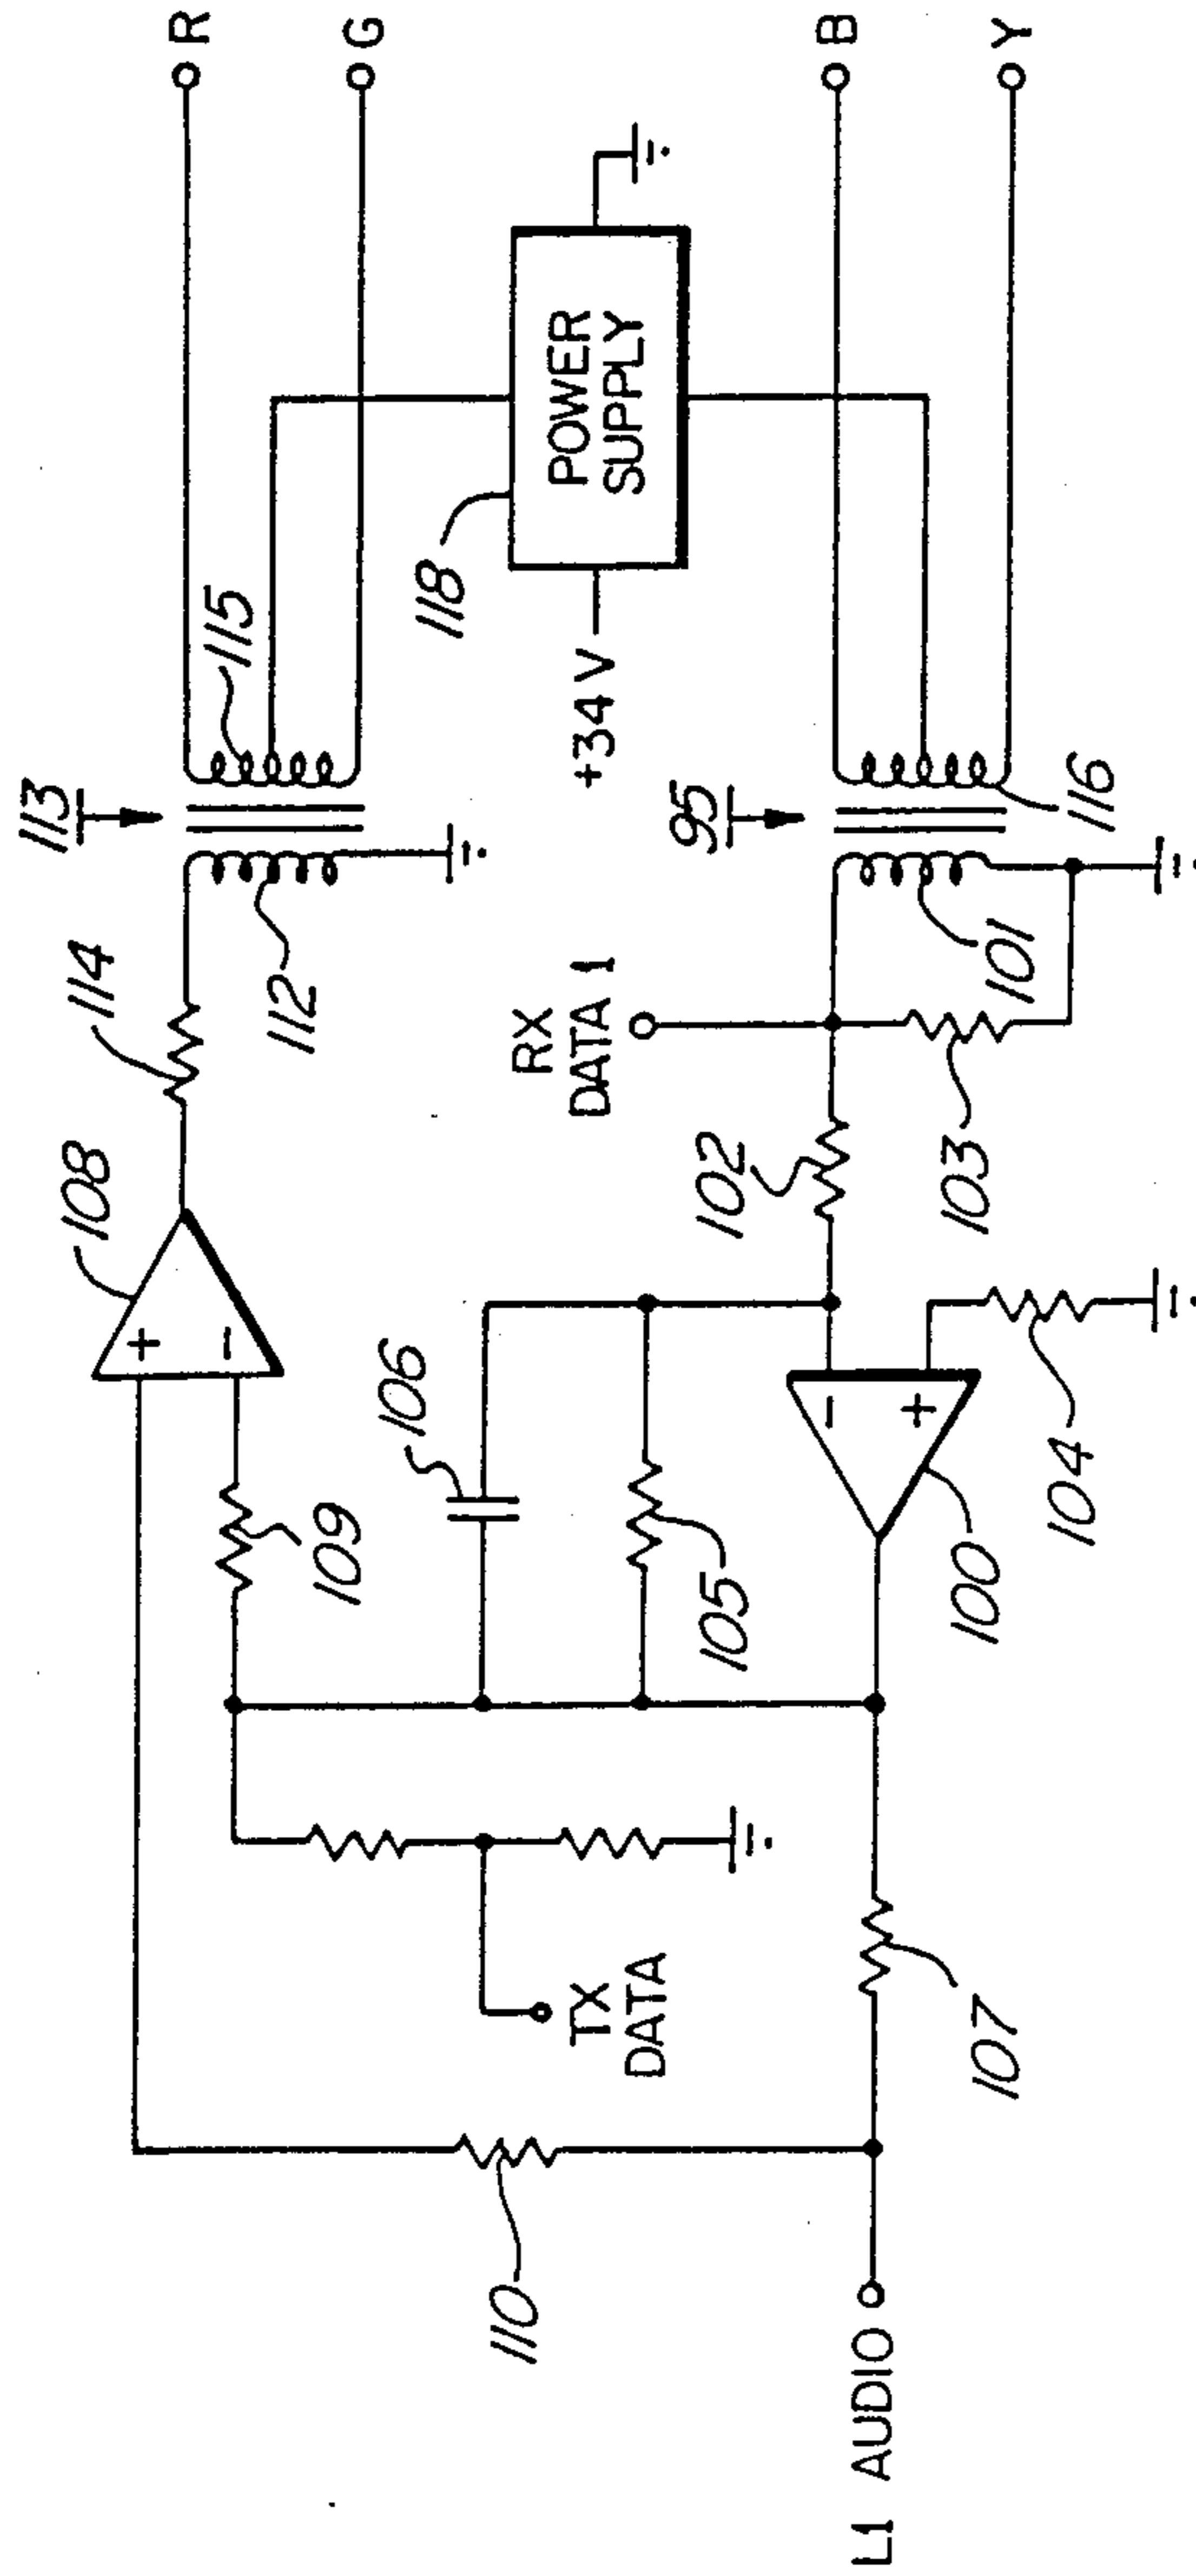 R
G
B
Y
113
115
POWER
SUPPLY
118
+34 V
95
116
114
112
101
RX
DATA 1
103
102
108
+
−
106
109
105
−
+
104
100
TX
DATA
107
110
L1 AUDIO